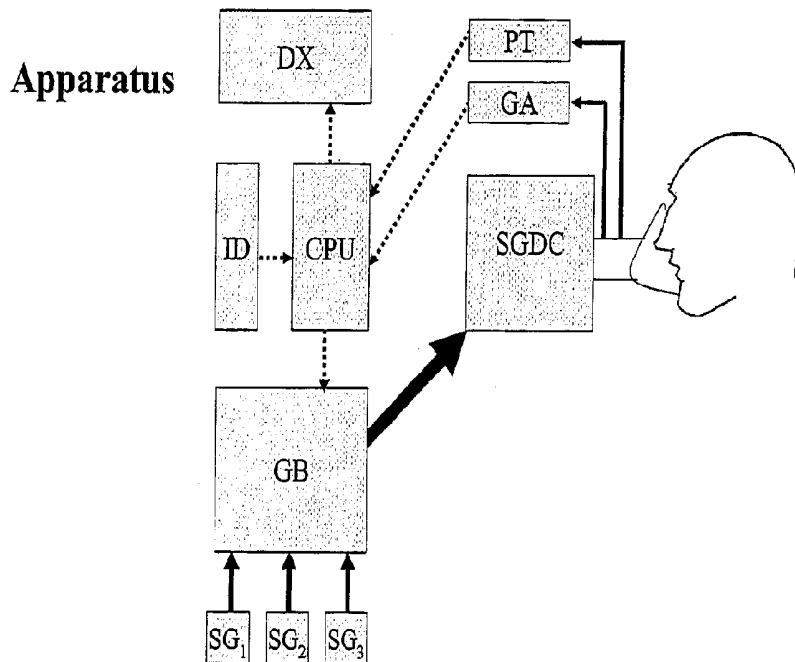 Apparatus
DX
PT
GA
ID
CPU
SGDC
GB
SG₁
SG₂
SG₃